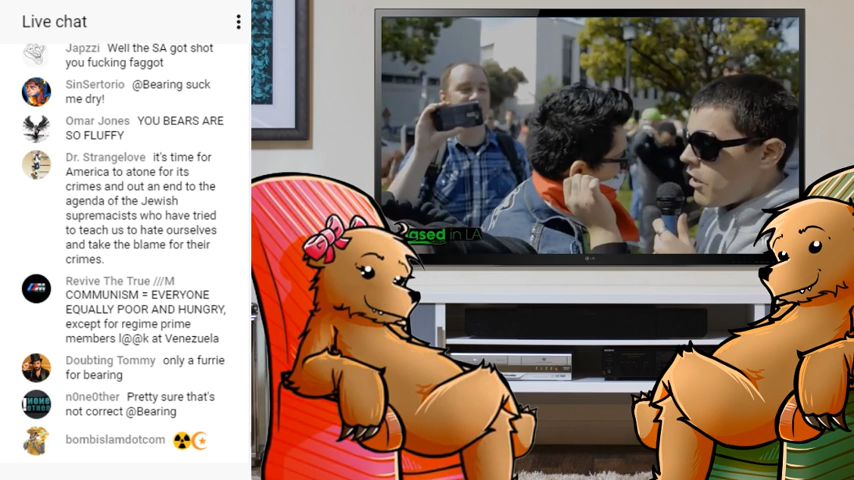 Live chat
Japzzi Well the SA got shot
you fucking faggot
SinSertorio @Bearing suck
me dry!
Omar Jones YOU BEARS ARE
SO FLUFFY
Dr. Strangelove it's time for
America to atone for its
crimes and out an end to the
agenda of the Jewish
supremacists who have tried
to teach us to hate ourselves
and take the blame for their
crimes.
Revive The True ///M
COMMUNISM = EVERYONE
EQUALLY POOR AND HUNGRY,
except for regime prime
members l@@k at Venezuela
Doubting Tommy only a furrie
for bearing
n0ne0ther Pretty sure that's
not correct @Bearing
bombislamdotcom ☢☪
ased in LA
LG